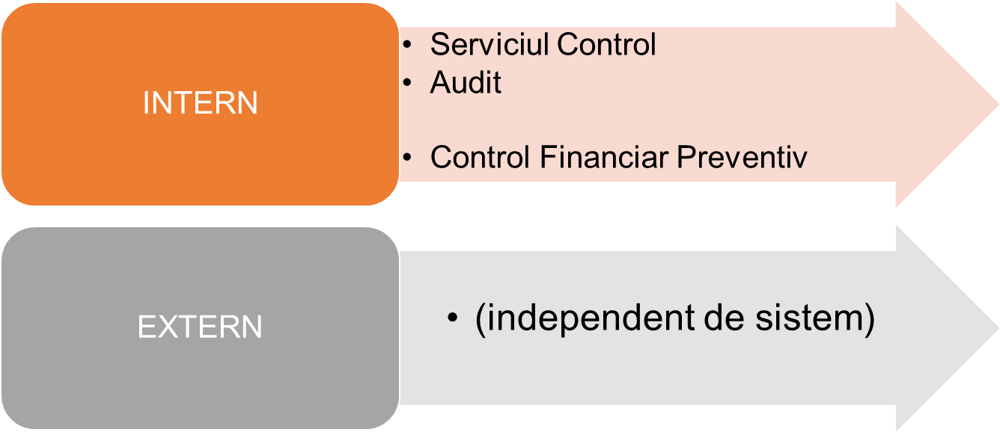 INTERN
• Serviciul Control
• Audit
• Control Financiar Preventiv
EXTERN
• (independent de sistem)